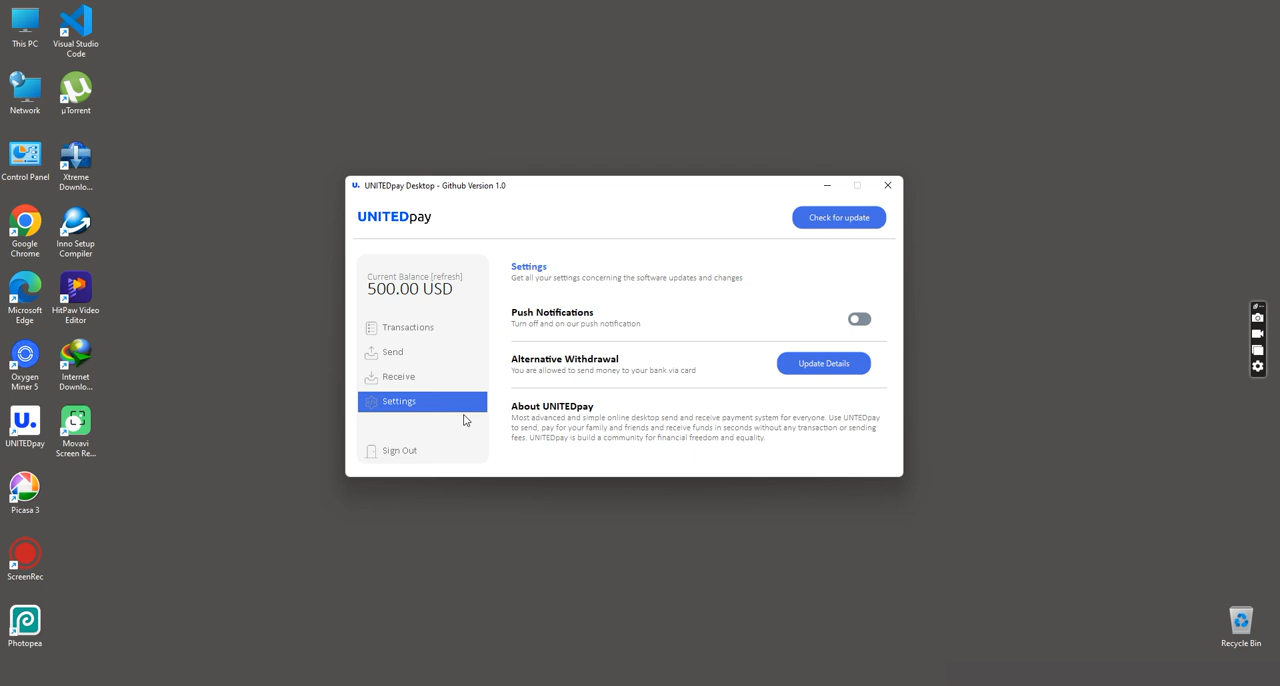 This PC
Visual Studio
Code
Network
µTorrent
Control Panel
Xtreme
Downlo...
Google
Chrome
Inno Setup
Compiler
Microsoft
Edge
HitPaw Video
Editor
Oxygen
Miner 5
Internet
Downlo...
U.
UNITEDpay
Movavi
Screen Re...
Picasa 3
ScreenRec
Photopea
Recycle Bin
u. UNITEDpay Desktop - Github Version 1.0
UNITEDpay
Check for update
Current Balance [refresh]
500.00 USD
Transactions
Send
Receive
Settings
Sign Out
Settings
Get all your settings concerning the software updates and changes
Push Notifications
Turn off and on our push notification
Alternative Withdrawal
You are allowed to send money to your bank via card
Update Details
About UNITEDpay
Most advanced and simple online desktop send and receive payment system for everyone. Use UNITEDpay
to send, pay for your family and friends and receive funds in seconds without any transaction or sending
fees. UNITEDpay is build a community for financial freedom and equality.